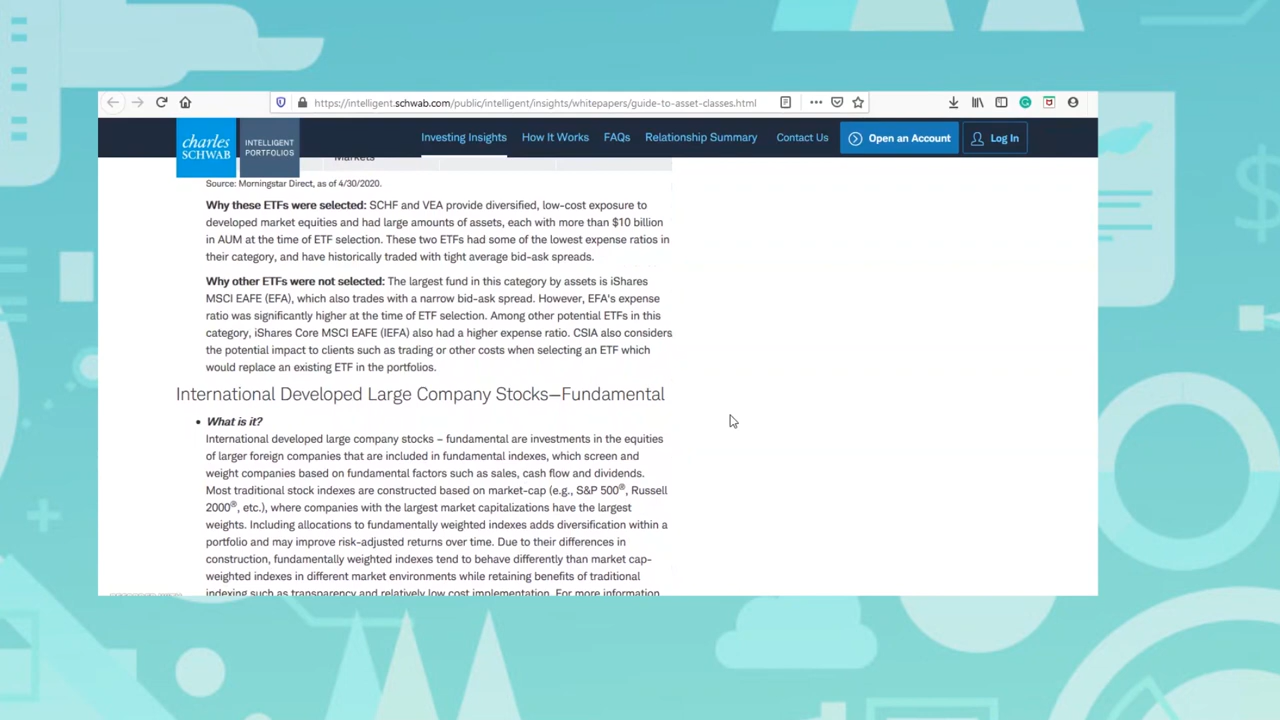 https://intelligent.schwab.com/public/intelligent/insights/whitepapers/guide-to-asset-classes.html
charles
SCHWAB
INTELLIGENT
PORTFOLIOS
Investing Insights How It Works FAQs Relationship Summary Contact Us Open an Account Log In
Markets
Source: Morningstar Direct, as of 4/30/2020.
Why these ETFs were selected: SCHF and VEA provide diversified, low-cost exposure to
developed market equities and had large amounts of assets, each with more than $10 billion
in AUM at the time of ETF selection. These two ETFs had some of the lowest expense ratios in
their category, and have historically traded with tight average bid-ask spreads.
Why other ETFs were not selected: The largest fund in this category by assets is iShares
MSCI EAFE (EFA), which also trades with a narrow bid-ask spread. However, EFA's expense
ratio was significantly higher at the time of ETF selection. Among other potential ETFs in this
category, iShares Core MSCI EAFE (IEFA) also had a higher expense ratio. CSIA also considers
the potential impact to clients such as trading or other costs when selecting an ETF which
would replace an existing ETF in the portfolios.
International Developed Large Company Stocks—Fundamental
• What is it?
International developed large company stocks – fundamental are investments in the equities
of larger foreign companies that are included in fundamental indexes, which screen and
weight companies based on fundamental factors such as sales, cash flow and dividends.
Most traditional stock indexes are constructed based on market-cap (e.g., S&P 500®, Russell
2000®, etc.), where companies with the largest market capitalizations have the largest
weights. Including allocations to fundamentally weighted indexes adds diversification within a
portfolio and may improve risk-adjusted returns over time. Due to their differences in
construction, fundamentally weighted indexes tend to behave differently than market cap-
weighted indexes in different market environments while retaining benefits of traditional
indexing such as transparency and relatively low cost implementation. For more information